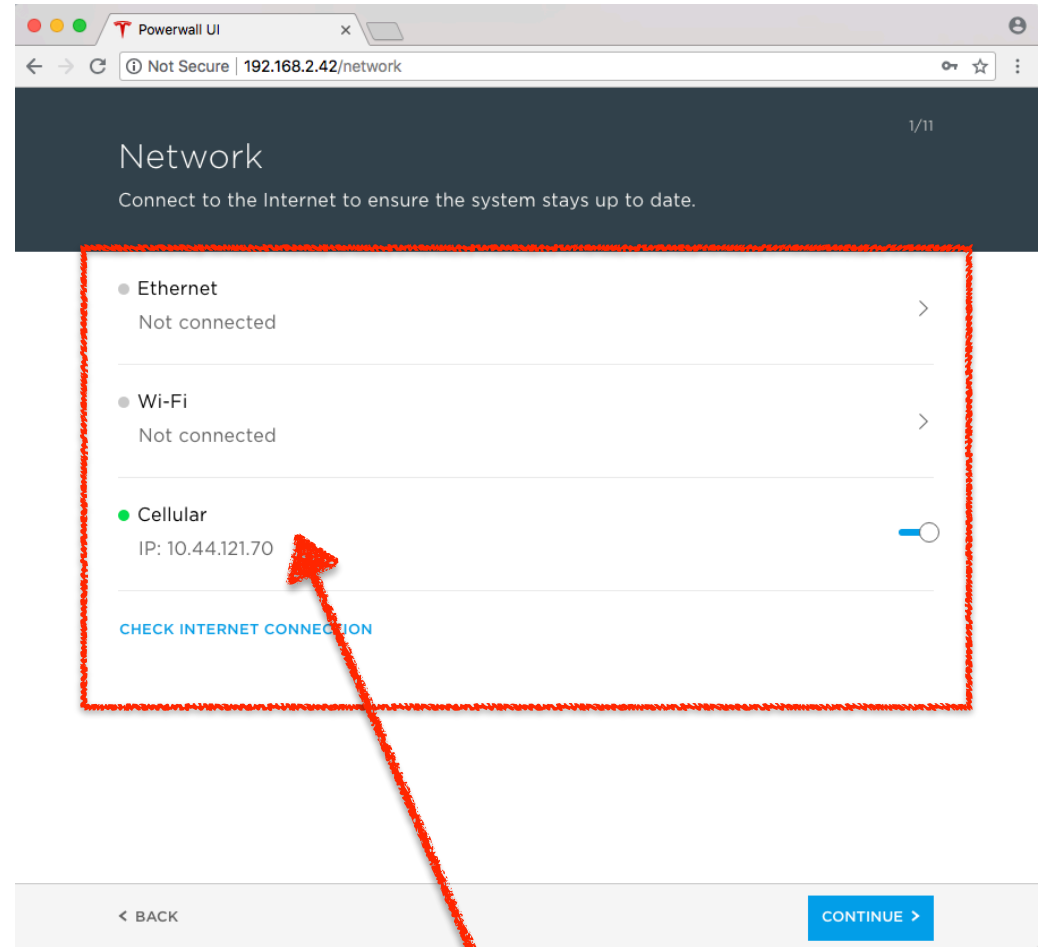 Powerwall UI
Not Secure | 192.168.2.42/network
1/11
Network
Connect to the Internet to ensure the system stays up to date.
Ethernet
Not connected
Wi-Fi
Not connected
Cellular
IP: 10.44.121.70
CHECK INTERNET CONNECTION
< BACK
CONTINUE >